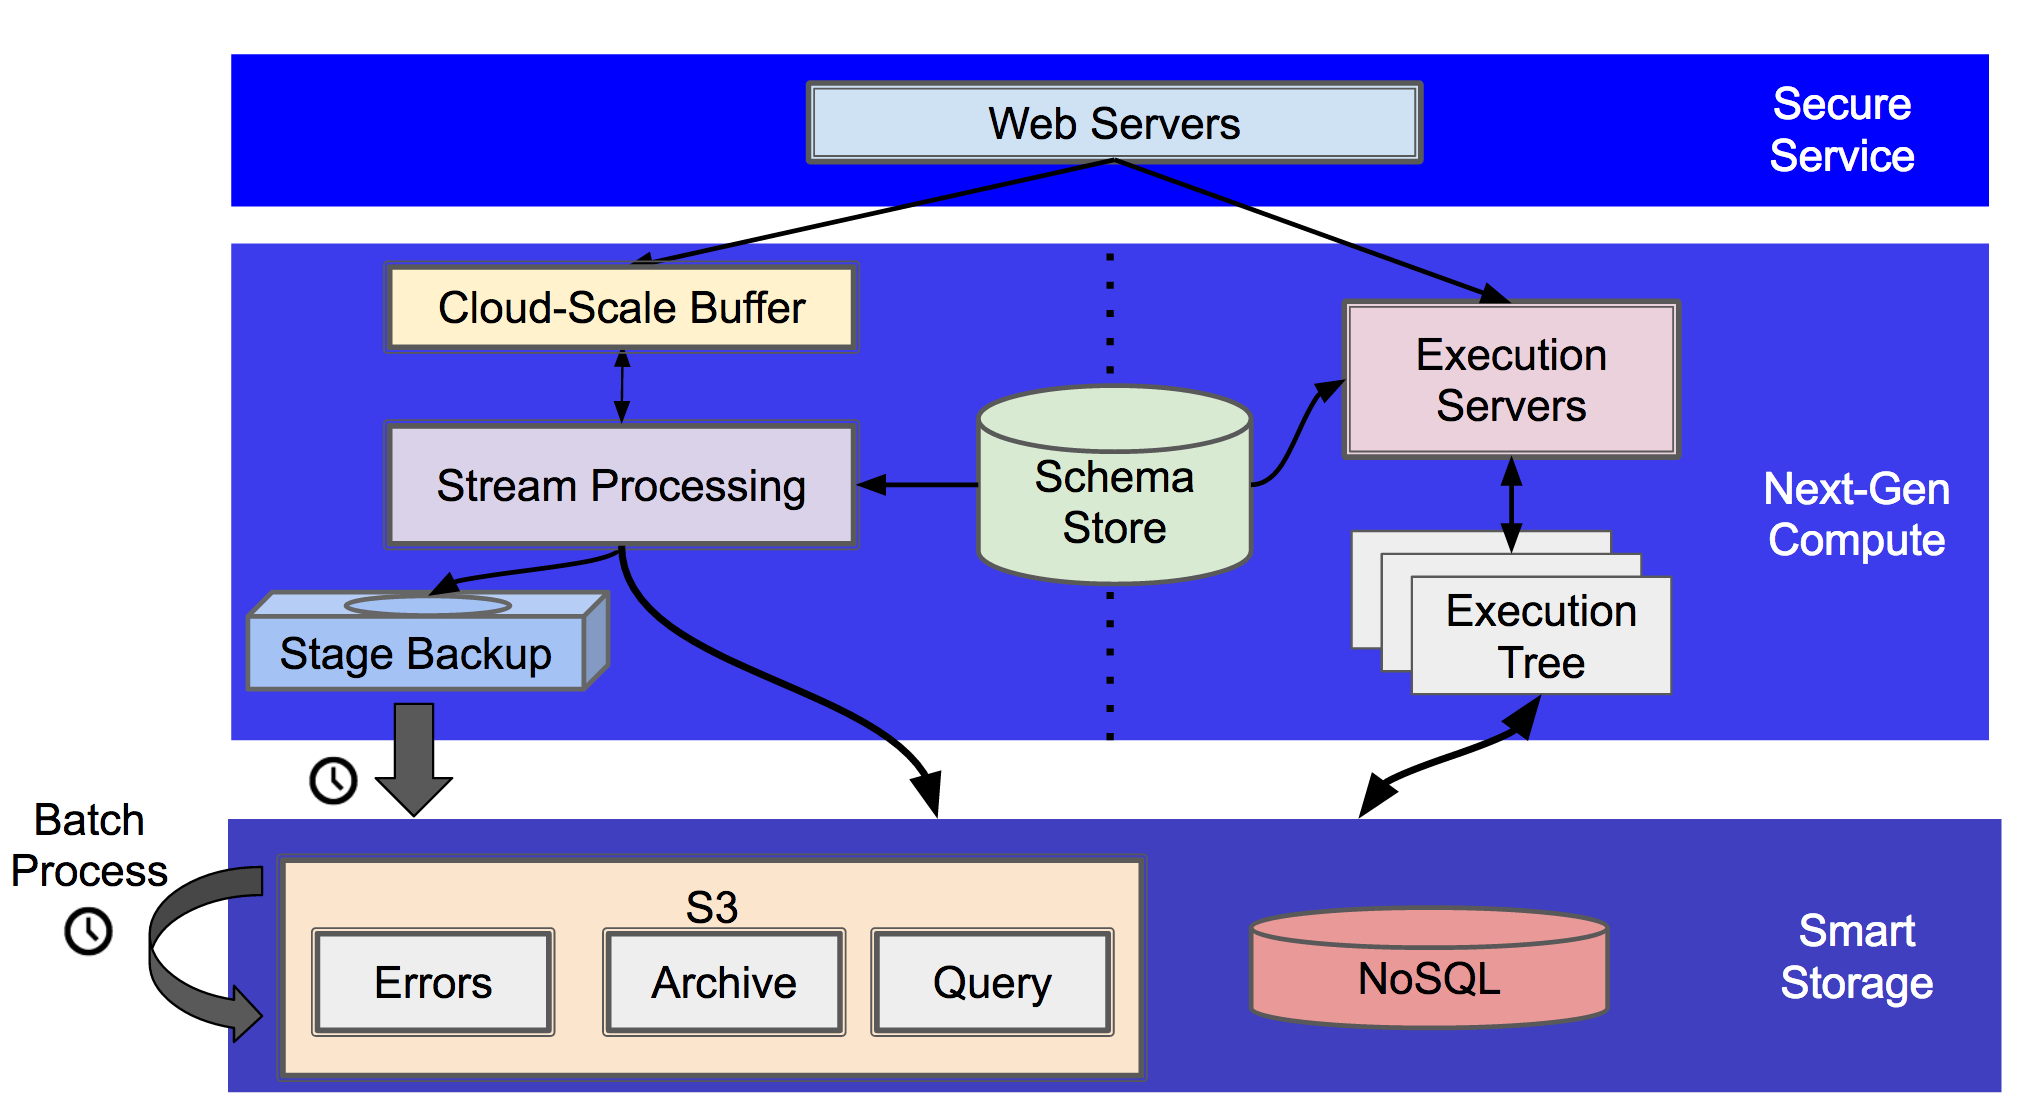 Web Servers
Secure
Service
Cloud-Scale Buffer
Execution
Servers
Stream Processing
Schema
Store
Next-Gen
Compute
Execution
Tree
Stage Backup
Batch
Process
S3
Errors
Archive
Query
NoSQL
Smart
Storage